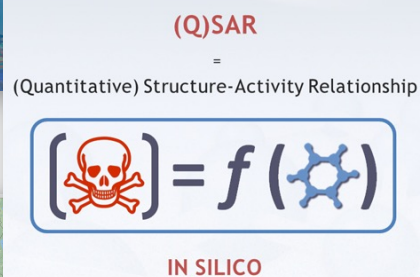 (Q)SAR
=
(Quantitative) Structure-Activity Relationship
[ ] = f ( )
IN SILICO